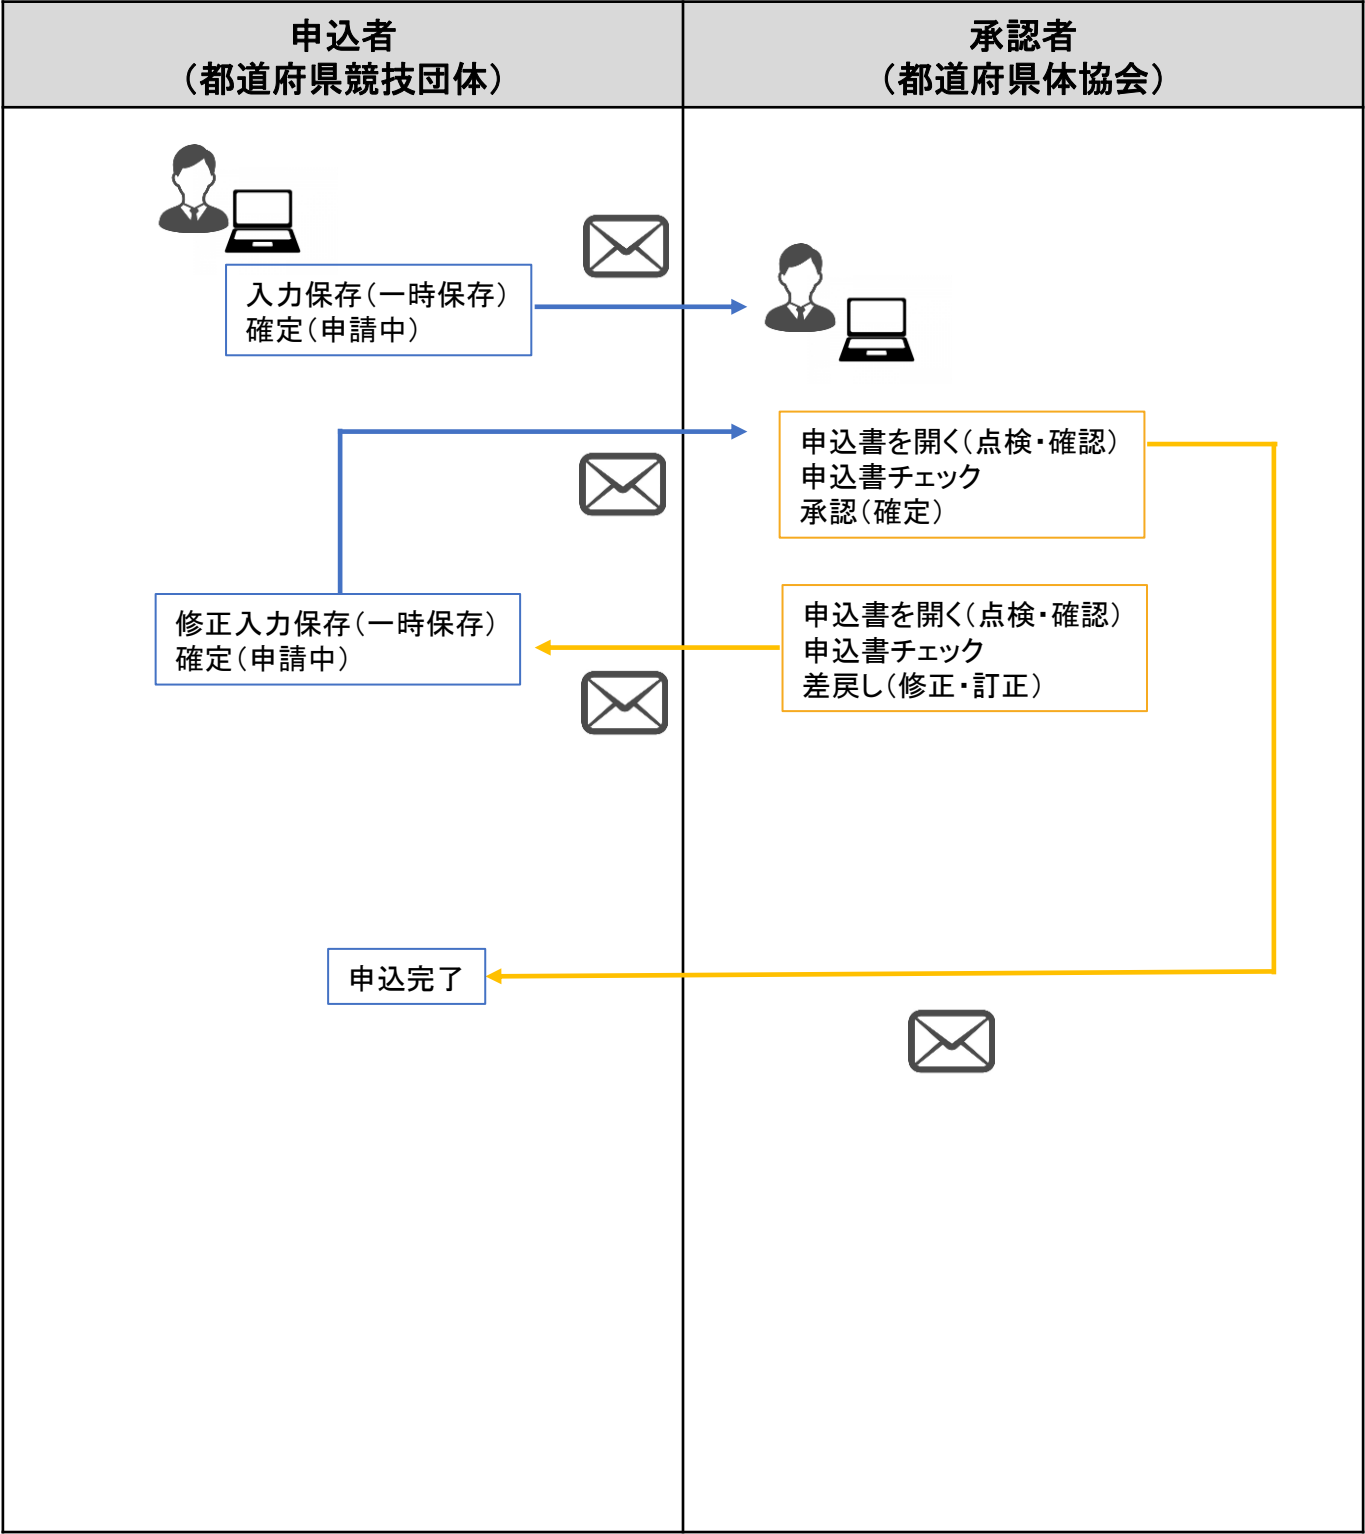 申込者
（都道府県競技団体）
承認者
（都道府県体協会）
入力保存（一時保存）
確定（申請中）
申込書を開く（点検・確認）
申込書チェック
承認（確定）
修正入力保存（一時保存）
確定（申請中）
申込書を開く（点検・確認）
申込書チェック
差戻し（修正・訂正）
申込完了